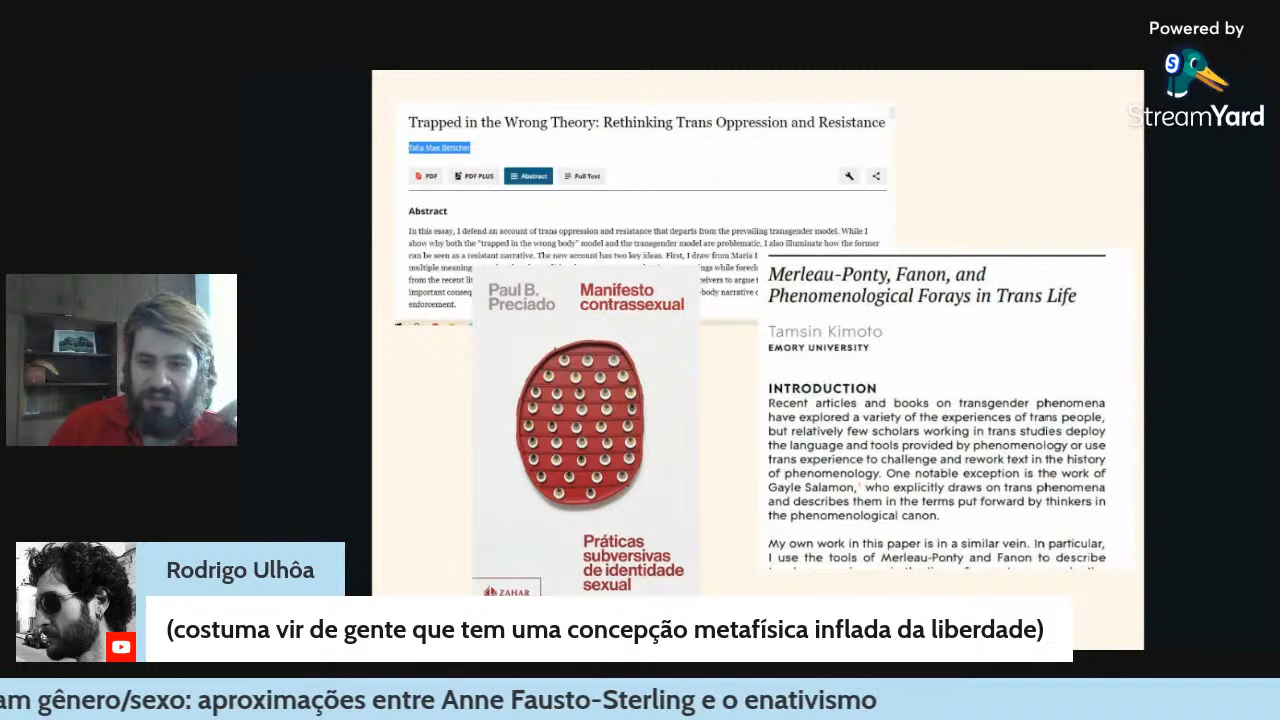 Powered by
StreamYard
Trapped in the Wrong Theory: Rethinking Trans Oppression and Resistance
Talia Mae Bettcher
PDF
PDF PLUS
Abstract
Full Text
Abstract
In this essay, I defend an account of trans oppression and resistance that departs from the prevailing transgender model. While I
show why both the "trapped in the wrong body" model and the transgender model are problematic, I also illuminate how the former
can be seen as a resistant narrative. The new account has two key ideas. First, I draw from María L
multiple meaning
ngs while forecl
from the recent li
ceivers to argue t
important conseq
-body narrative
enforcement.
Merleau-Ponty, Fanon, and
Phenomenological Forays in Trans Life
Tamsin Kimoto
EMORY UNIVERSITY
INTRODUCTION
Recent articles and books on transgender phenomena
have explored a variety of the experiences of trans people,
but relatively few scholars working in trans studies deploy
the language and tools provided by phenomenology or use
trans experience to challenge and rework text in the history
of phenomenology. One notable exception is the work of
Gayle Salamon,¹ who explicitly draws on trans phenomena
and describes them in the terms put forward by thinkers in
the phenomenological canon.
My own work in this paper is in a similar vein. In particular,
I use the tools of Merleau-Ponty and Fanon to describe
Paul B.
Preciado
Manifesto
contrassexual
Práticas
subversivas
de identidade
sexual
ZAHAR
Rodrigo Ulhôa
(costuma vir de gente que tem uma concepção metafísica inflada da liberdade)
am gênero/sexo: aproximações entre Anne Fausto-Sterling e o enativismo